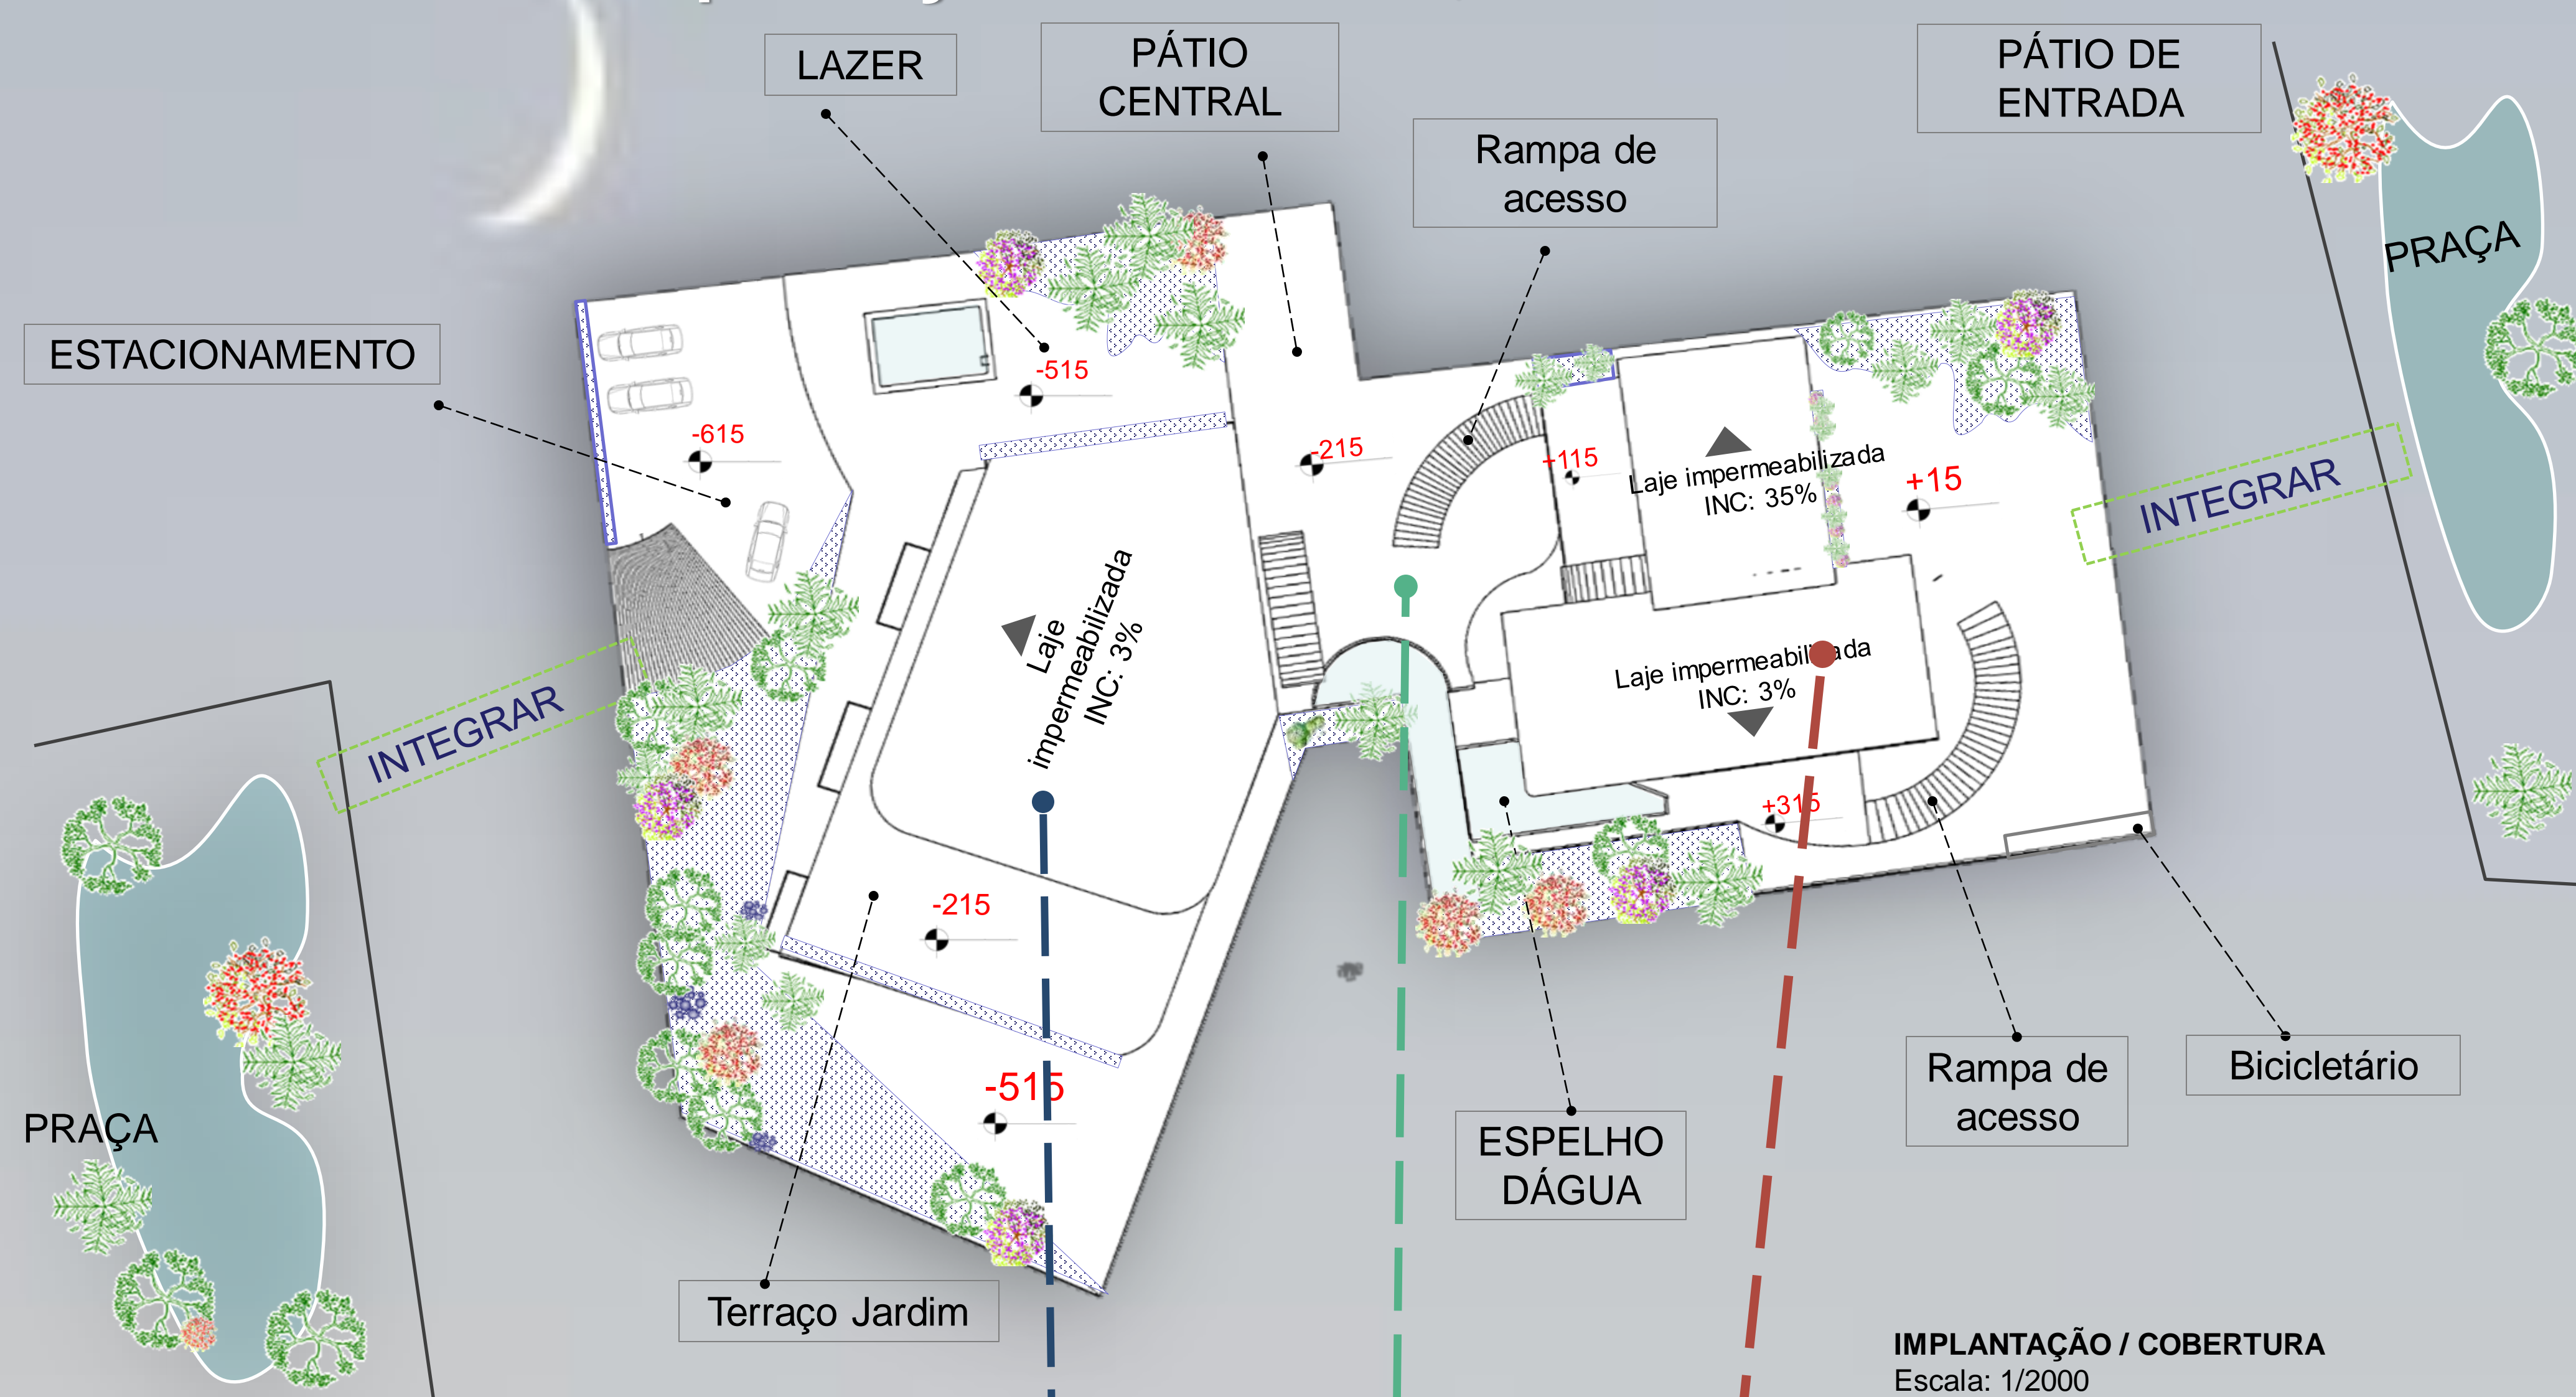 LAZER
PÁTIO
CENTRAL
PÁTIO DE
ENTRADA
Rampa de
acesso
PRAÇA
ESTACIONAMENTO
-515
-615
-215
+115
Laje impermeabilizada
INC: 35%
+15
INTEGRAR
Laje
impermeabilizada
INC: 3%
Laje impermeabilizada
INC: 3%
INTEGRAR
+315
-215
-515
PRAÇA
Rampa de
acesso
Bicicletário
ESPELHO
DÁGUA
Terraço Jardim
IMPLANTAÇÃO / COBERTURA
Escala: 1/2000